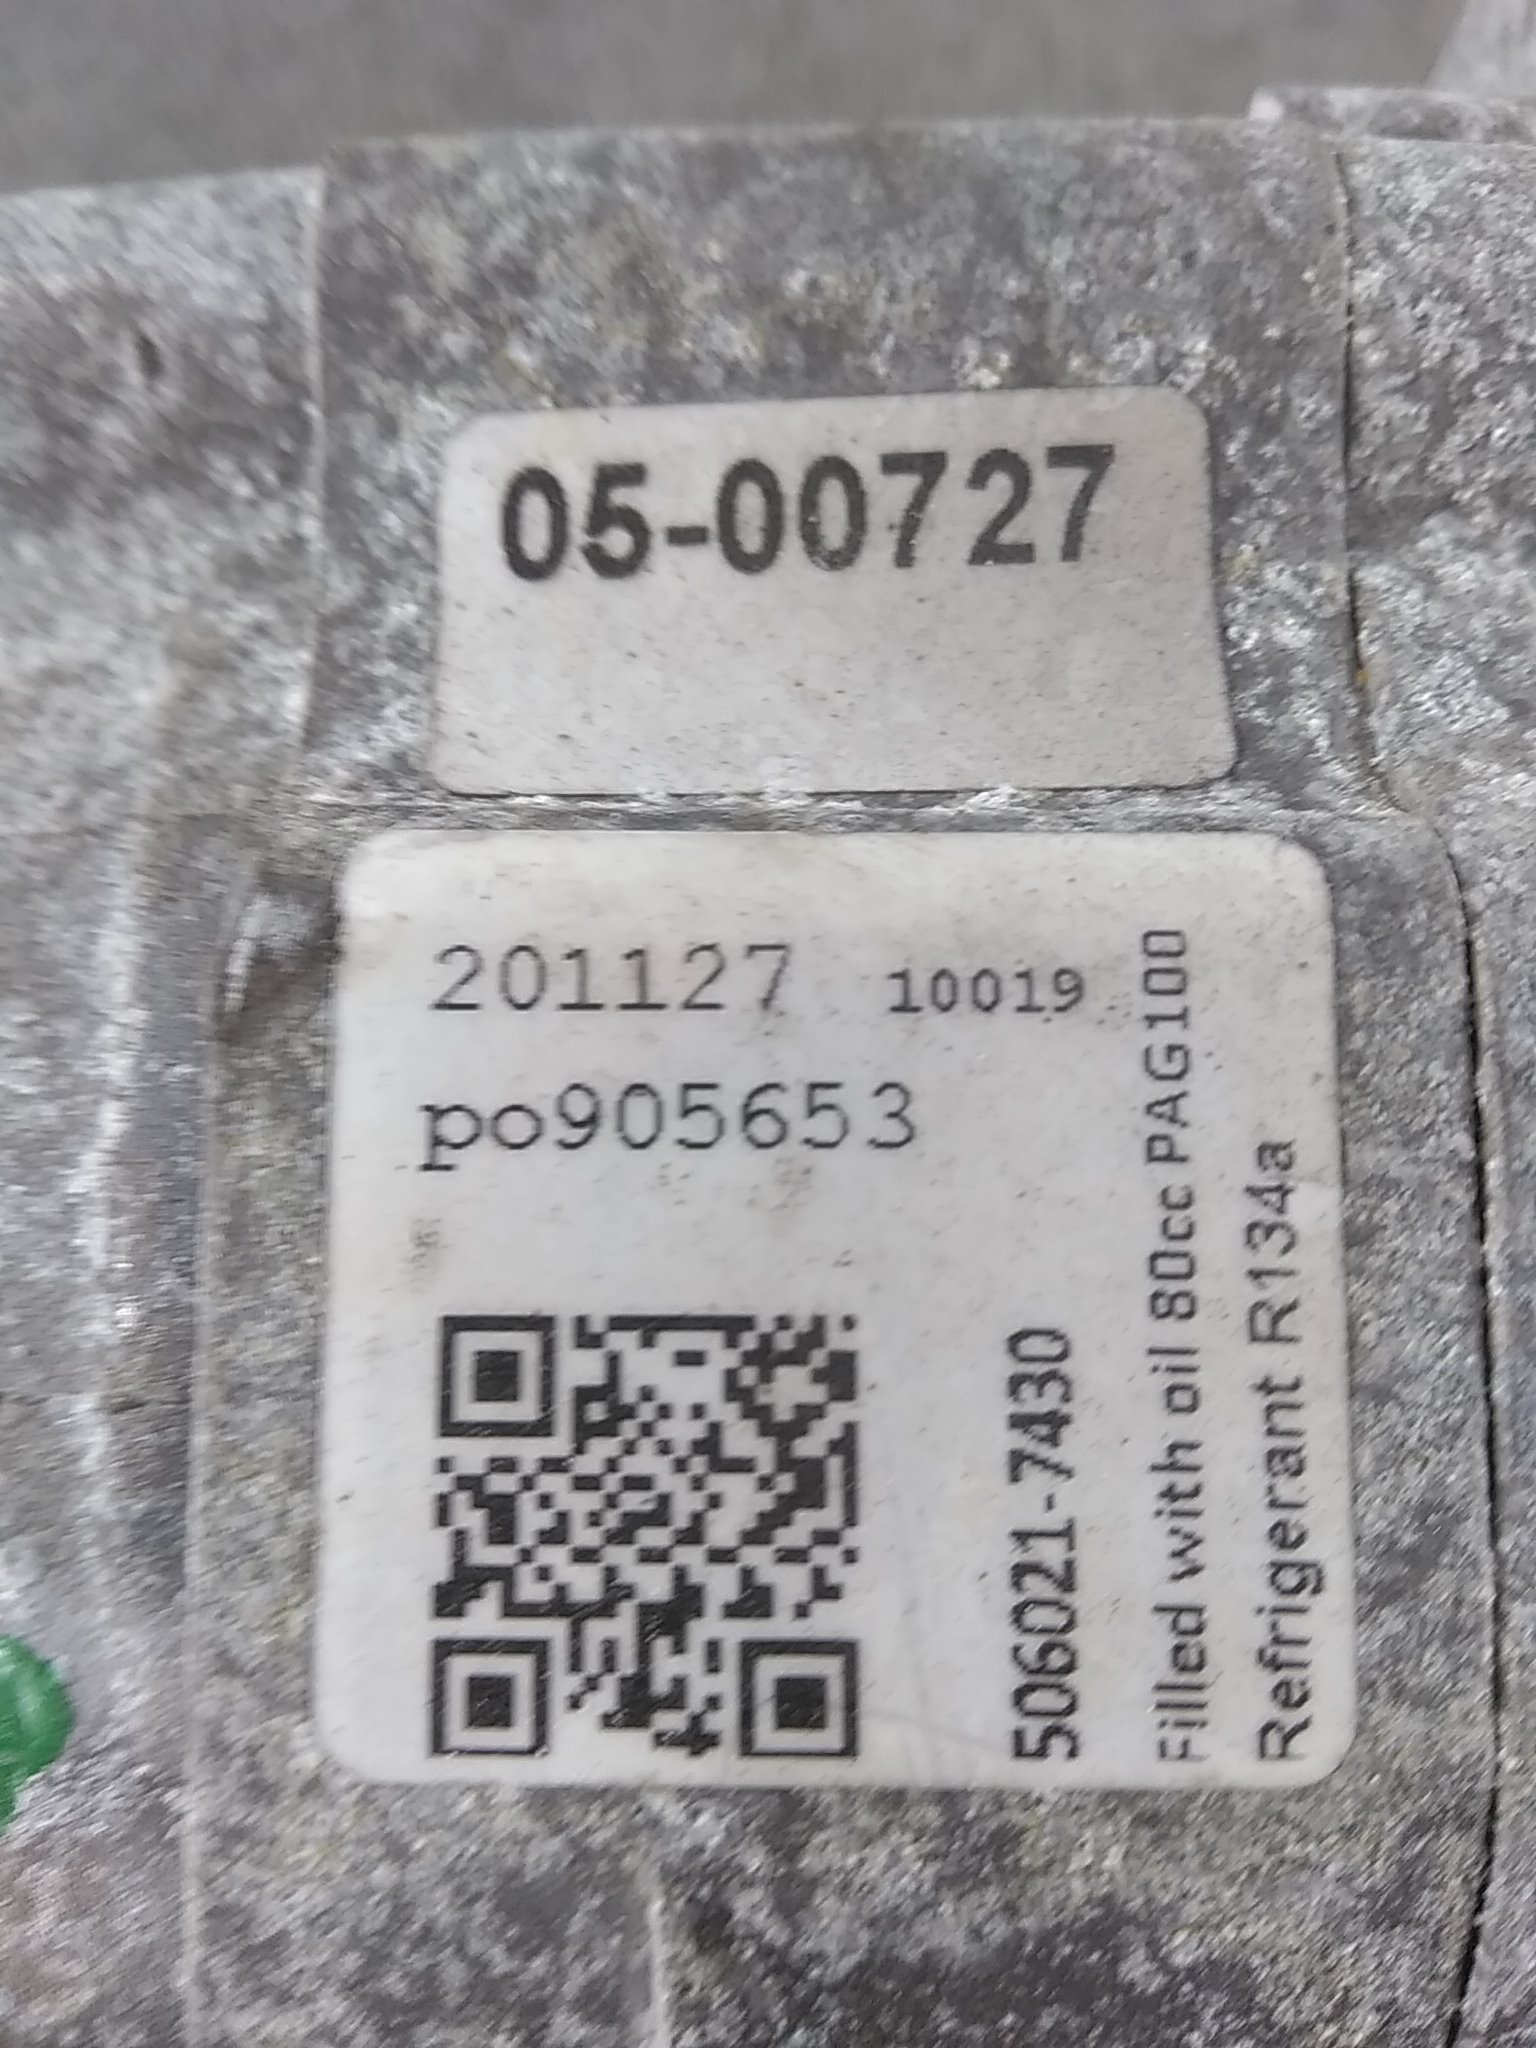 05-00727
201127 10019
po905653
506021-7430
Filled with oil 80cc PAG100
Refrigerant R134a